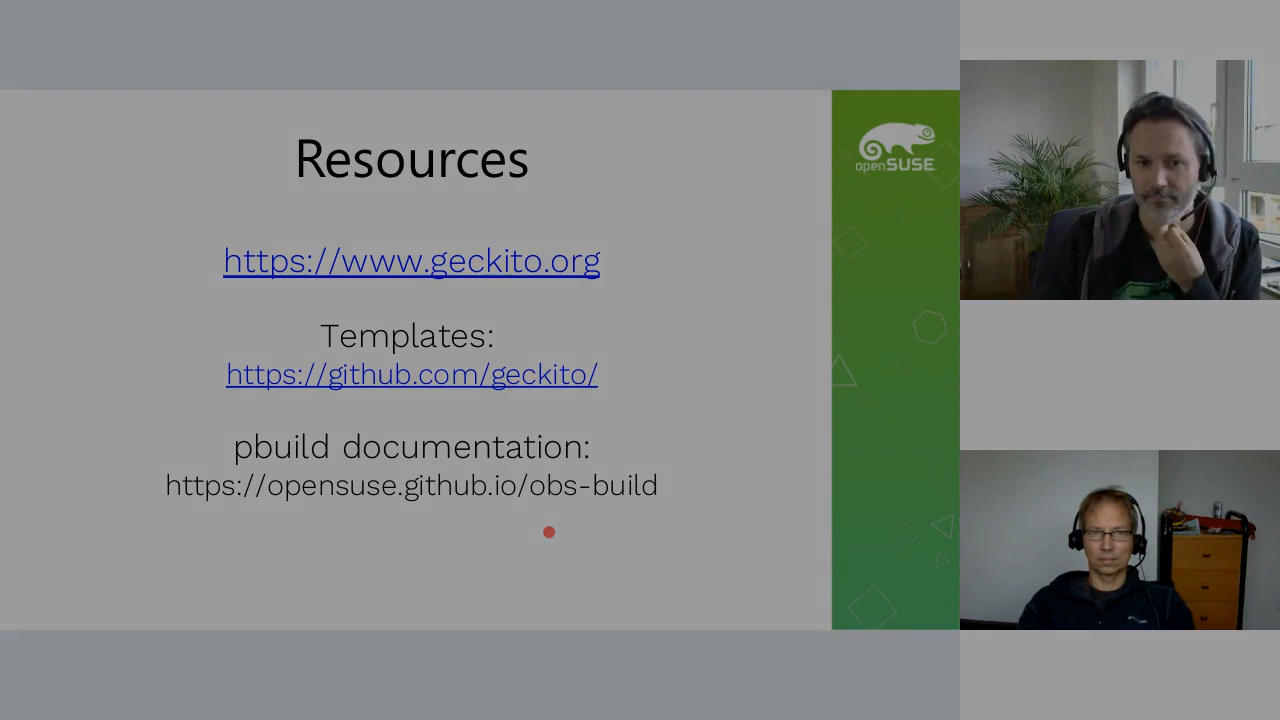 Resources
openSUSE
https://www.geckito.org
Templates:
https://github.com/geckito/
pbuild documentation:
https://opensuse.github.io/obs-build